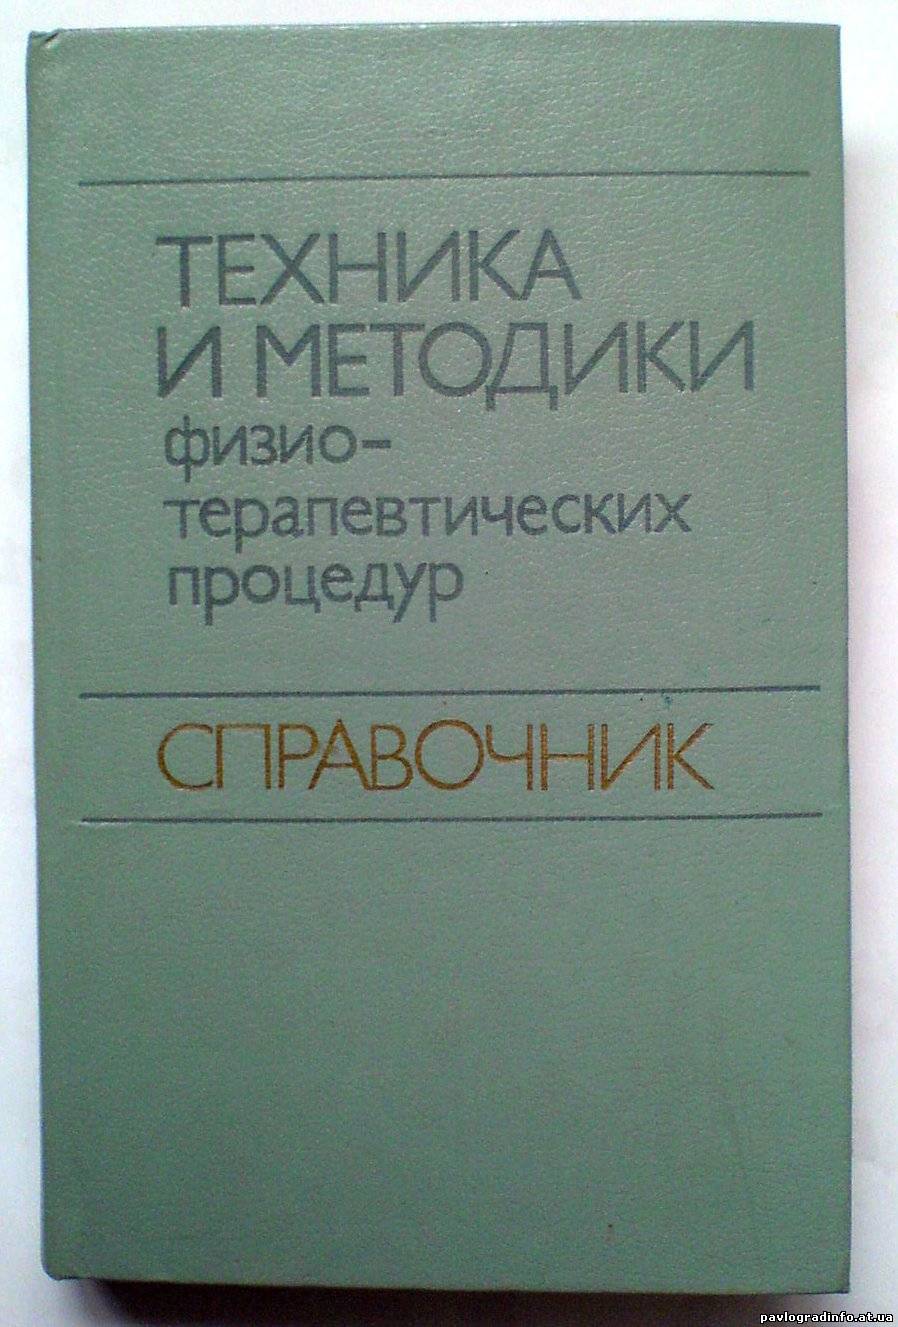 ТЕХНИКА
И МЕТОДИКИ
физио-
терапевтических
процедур
СПРАВОЧНИК
pavlogradinfo.at.ua